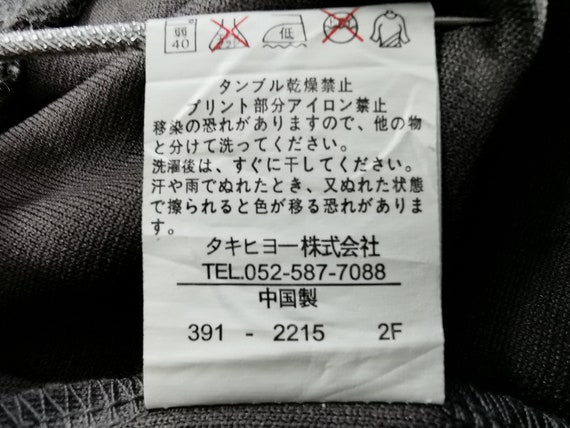 弱
40
低
タンブル乾燥禁止
プリント部分アイロン禁止
移染の恐れがありますので、他の物
と分けて洗ってください。
洗濯後は、すぐに干してください。
汗や雨でぬれたとき、又ぬれた状態
で擦られると色が移る恐れがありま
す。
タキヒヨー株式会社
TEL.052-587-7088
中国製
391 - 2215 2F